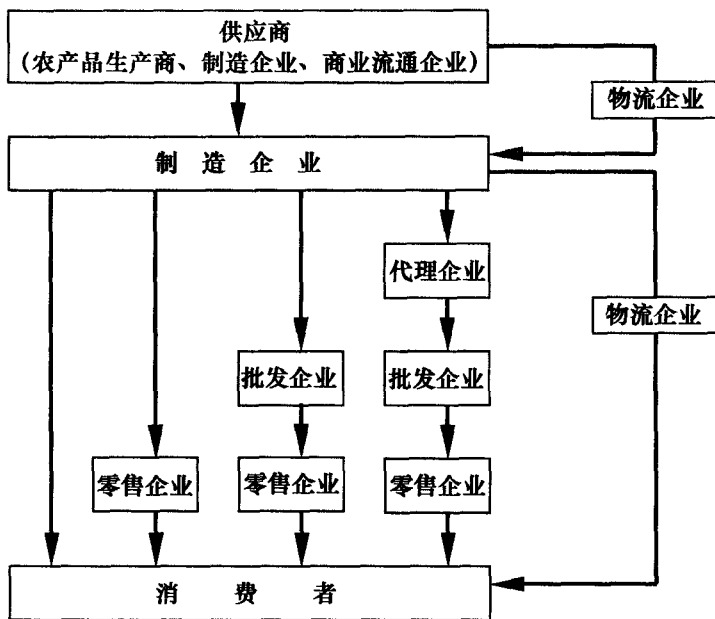 供应商
(农产品生产商、制造企业、商业流通企业)
物流企业
制造企业
代理企业
物流企业
批发企业
批发企业
零售企业
零售企业
零售企业
消费者